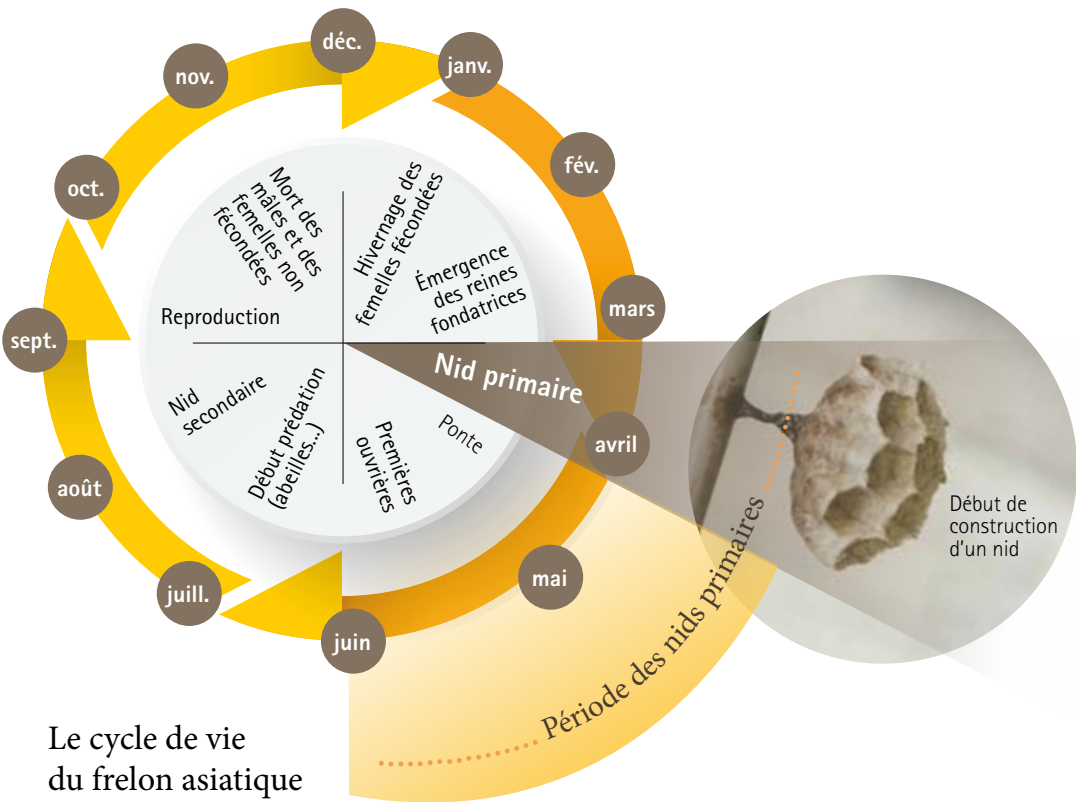 déc.
janv.
fév.
mars
avril
mai
juin
juill.
août
sept.
oct.
nov.
Hivernage des
femelles fécondées
Émergence
des reines
fondatrices
Nid primaire
Ponte
Premières
ouvrières
Début prédation
(abeilles...)
Nid
secondaire
Reproduction
Mort des
mâles et des
femelles non
fécondées
Période des nids primaires
Début de
construction
d'un nid
Le cycle de vie
du frelon asiatique